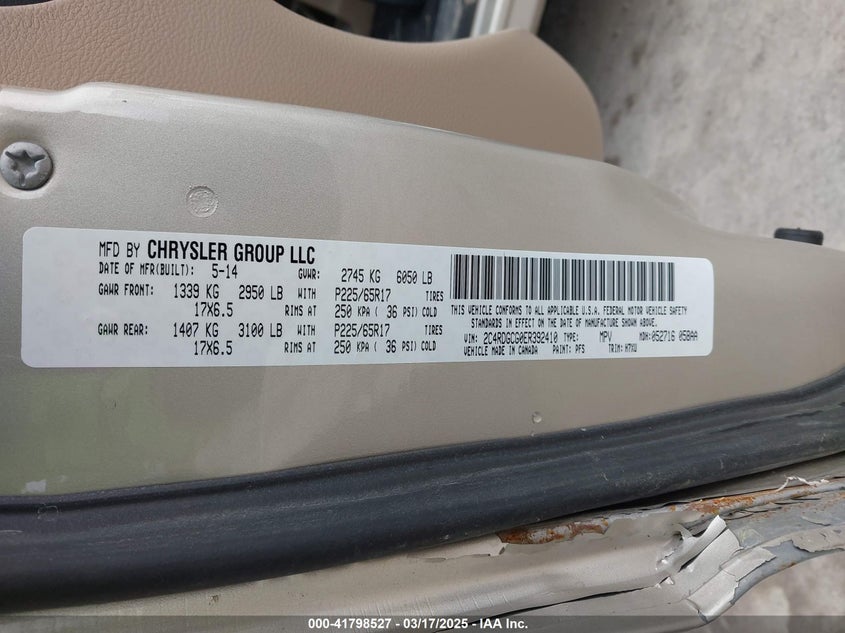 MFD BY CHRYSLER GROUP LLC
DATE OF MFR(BUILT): 5-14 GVWR: 2745 KG 6050 LB
GAWR FRONT: 1339 KG 2950 LB WITH P225/65R17 TIRES
17X6.5 RIMS AT 250 KPA ( 36 PSI) COLD
GAWR REAR: 1407 KG 3100 LB WITH P225/65R17 TIRES
17X6.5 RIMS AT 250 KPA ( 36 PSI) COLD
THIS VEHICLE CONFORMS TO ALL APPLICABLE U.S.A. FEDERAL MOTOR VEHICLE SAFETY
STANDARDS IN EFFECT ON THE DATE OF MANUFACTURE SHOWN ABOVE.
VIN: 2C4RDGCG0ER392410 TYPE: MPV MDH: 052716 058AA
VEHICLE MADE IN CANADA PAINT: PFS TRIM: H7XW
000-41798527 - 03/17/2025 - IAA Inc.